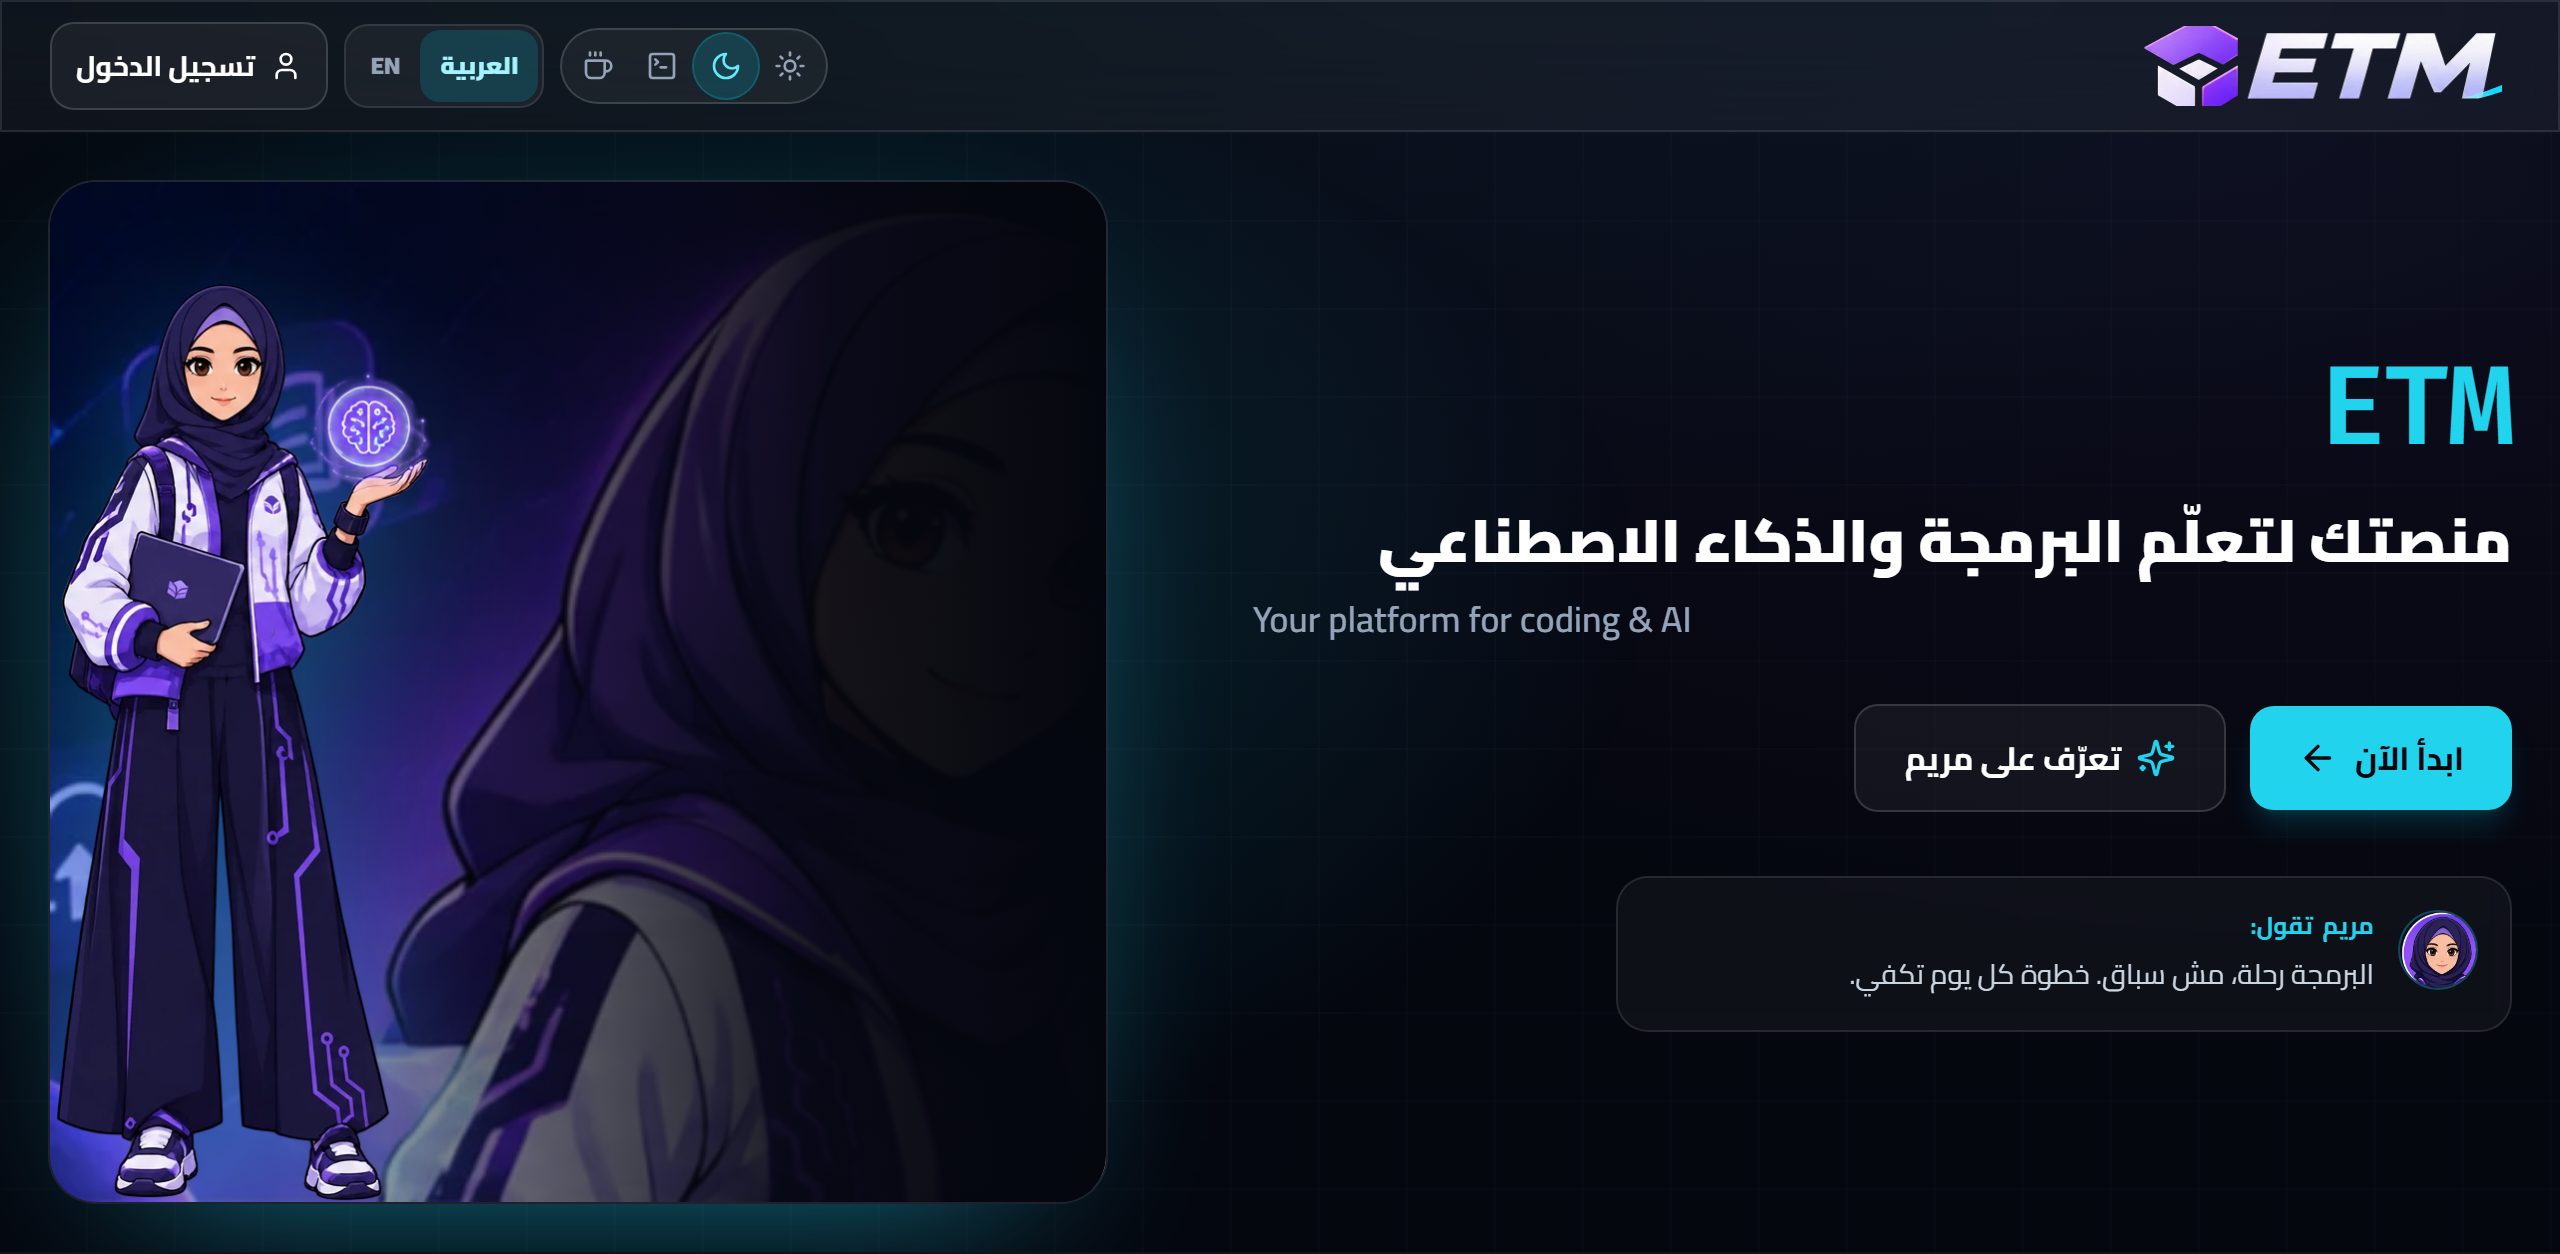 ETM
العربية
EN
تسجيل الدخول
ETM
منصتك لتعلّم البرمجة والذكاء الاصطناعي
Your platform for coding & AI
ابدأ الآن
تعرّف على مريم
مريم تقول:
البرمجة رحلة، مش سباق. خطوة كل يوم تكفي.